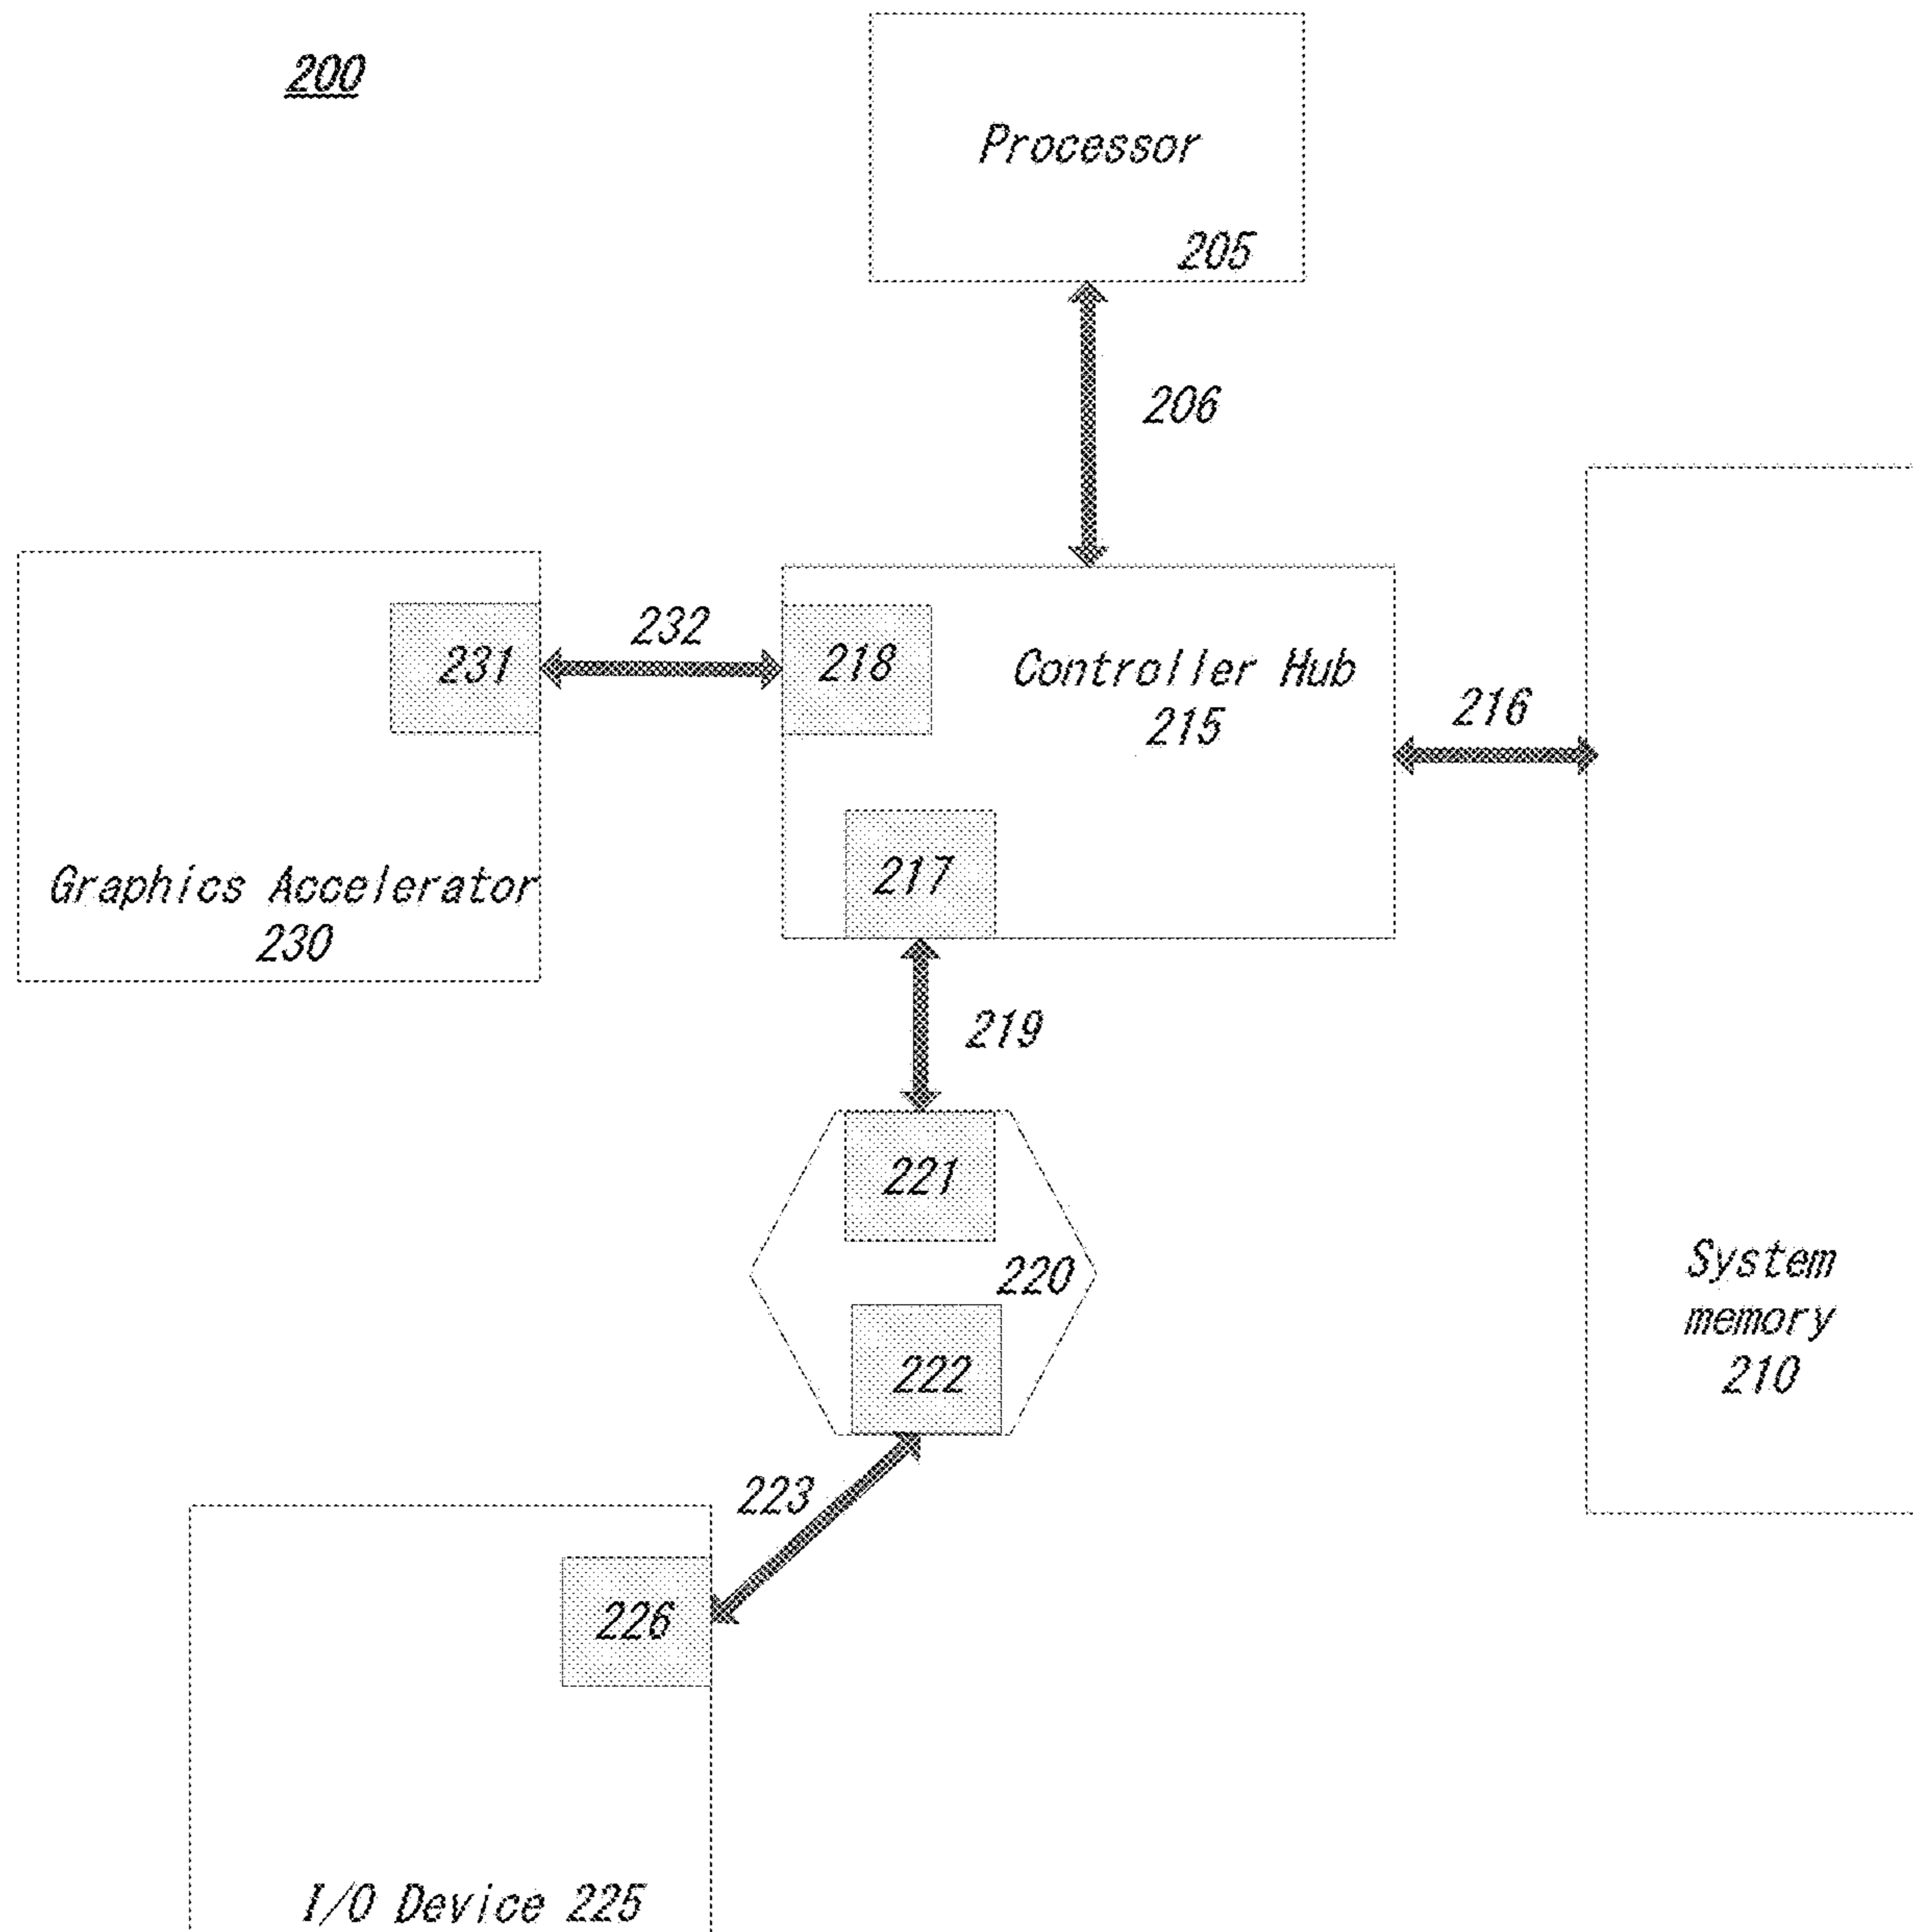 200
Processor
205
206
231
232
218
Controller Hub
215
216
217
Graphics Accelerator
230
219
221
220
222
System
memory
210
223
226
I/O Device 225